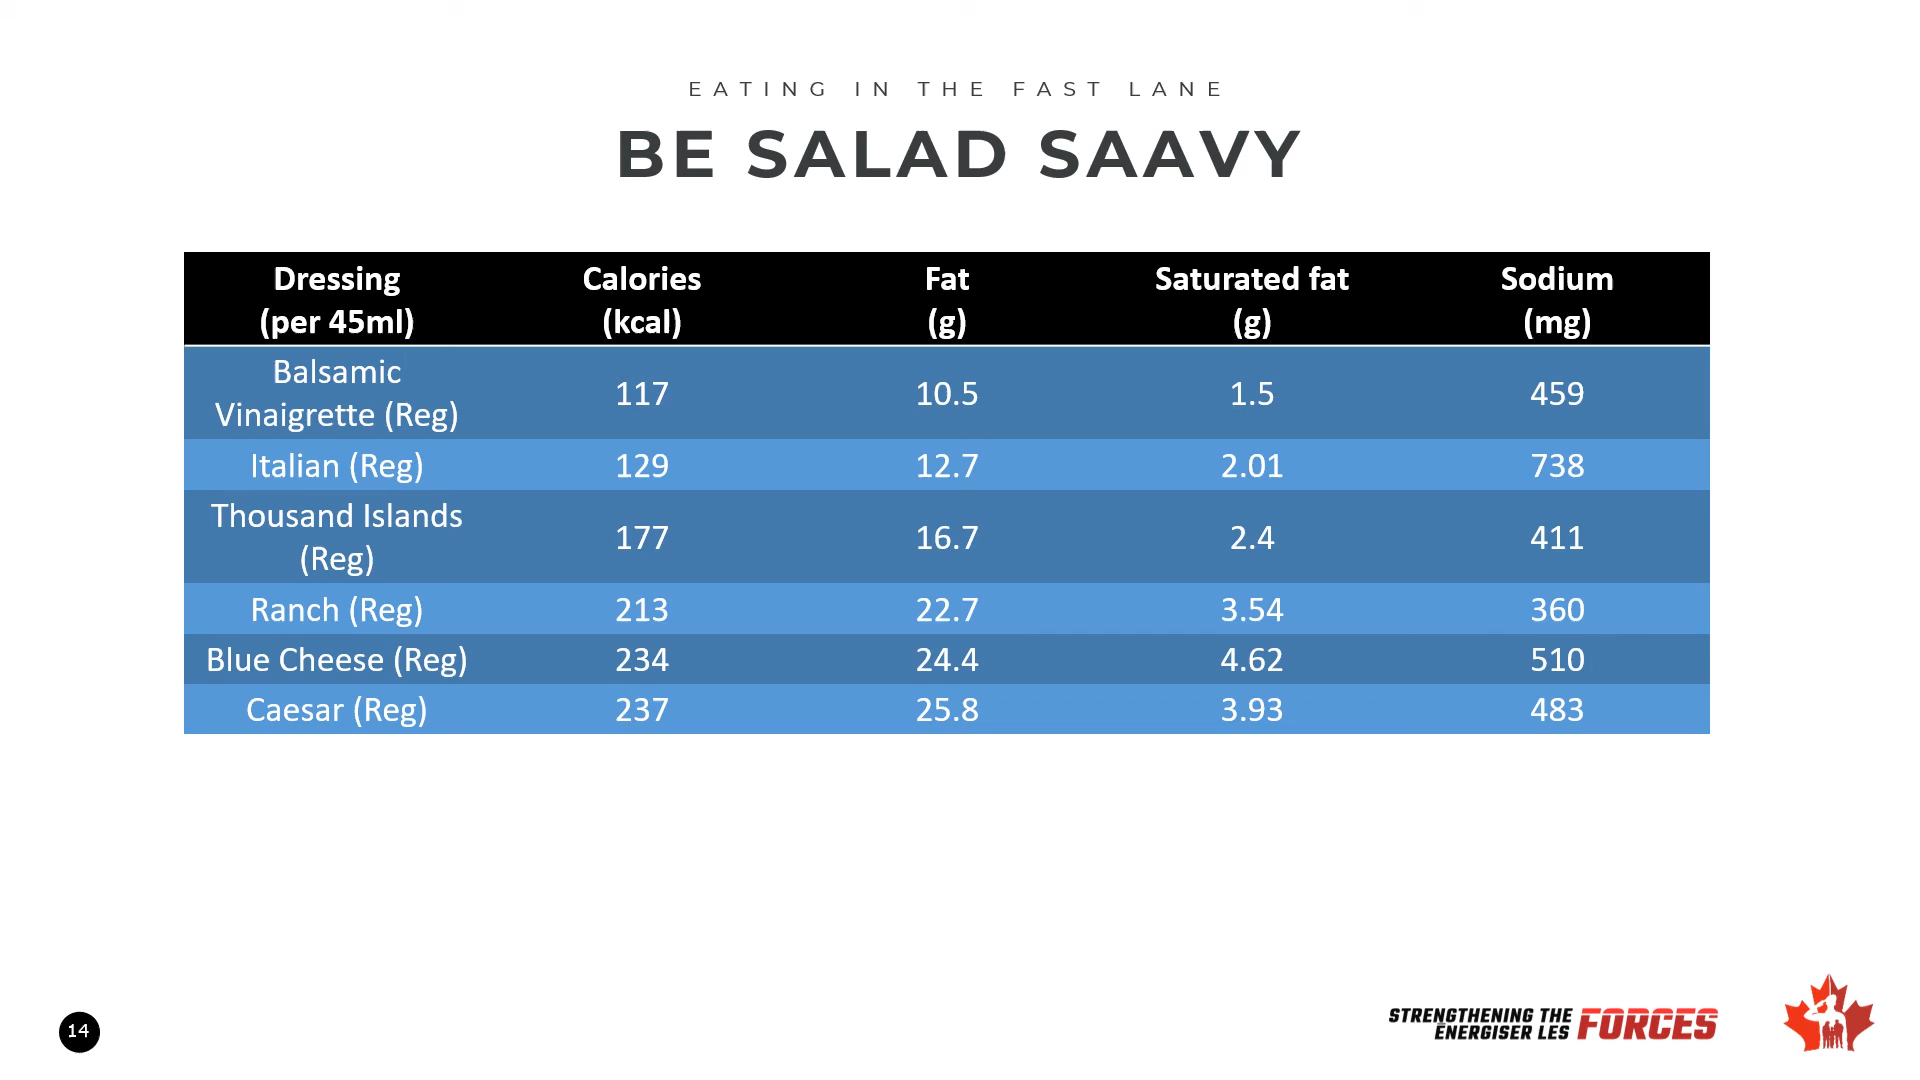 EATING IN THE FAST LANE
BE SALAD SAAVY
Dressing (per 45ml) Calories (kcal) Fat (g) Saturated fat (g) Sodium (mg)
Balsamic Vinaigrette (Reg) 117 10.5 1.5 459
Italian (Reg) 129 12.7 2.01 738
Thousand Islands (Reg) 177 16.7 2.4 411
Ranch (Reg) 213 22.7 3.54 360
Blue Cheese (Reg) 234 24.4 4.62 510
Caesar (Reg) 237 25.8 3.93 483
14
STRENGTHENING THE
ÉNERGISER LES FORCES